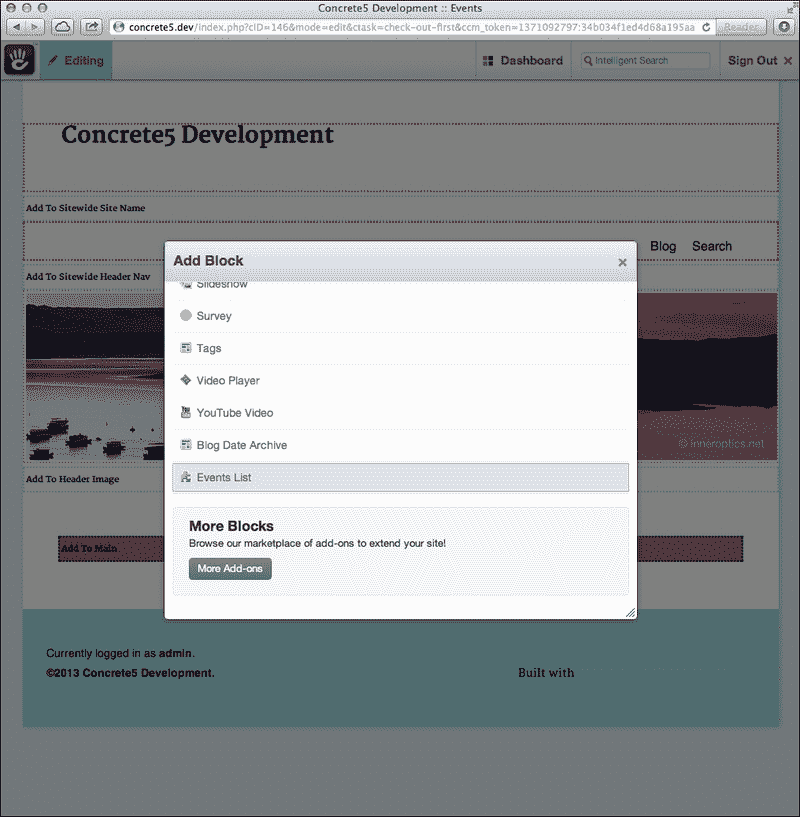 Concrete5 Development :: Events
concrete5.dev/index.php?cID=146&mode=edit&ctask=check-out-first&ccm_token=1371092797:34b034f1ed4d68a195aa
Reader
Editing
Dashboard
Intelligent Search
Sign Out ×
Concrete5 Development
Add To Sitewide Site Name
Blog Search
Add To Sitewide Header Nav
Add Block ×
Slideshow
Survey
Tags
Video Player
YouTube Video
Blog Date Archive
Events List
More Blocks
Browse our marketplace of add-ons to extend your site!
More Add-ons
© inneroptics.net
Add To Header Image
Add To Main
Currently logged in as admin.
©2013 Concrete5 Development.
Built with